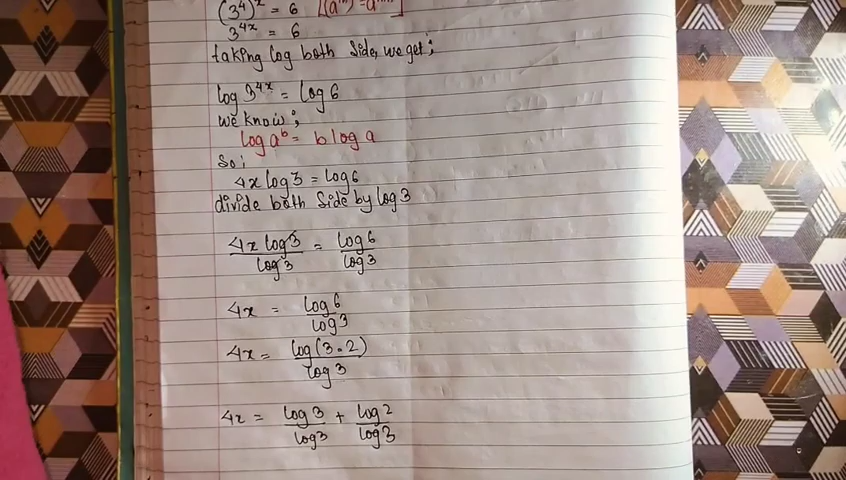 (3⁴)ˣ = 6 [(aᵐ)ⁿ = aᵐⁿ]
3⁴ˣ = 6
taking log both side, we get;
log 3⁴ˣ = log 6
we know;
log aᵇ = b log a
So;
4x log 3 = log 6
divide both side by log 3
4x log 3 / log 3 = log 6 / log 3
4x = log 6 / log 3
4x = log (3·2) / log 3
4x = log 3 / log 3 + log 2 / log 3